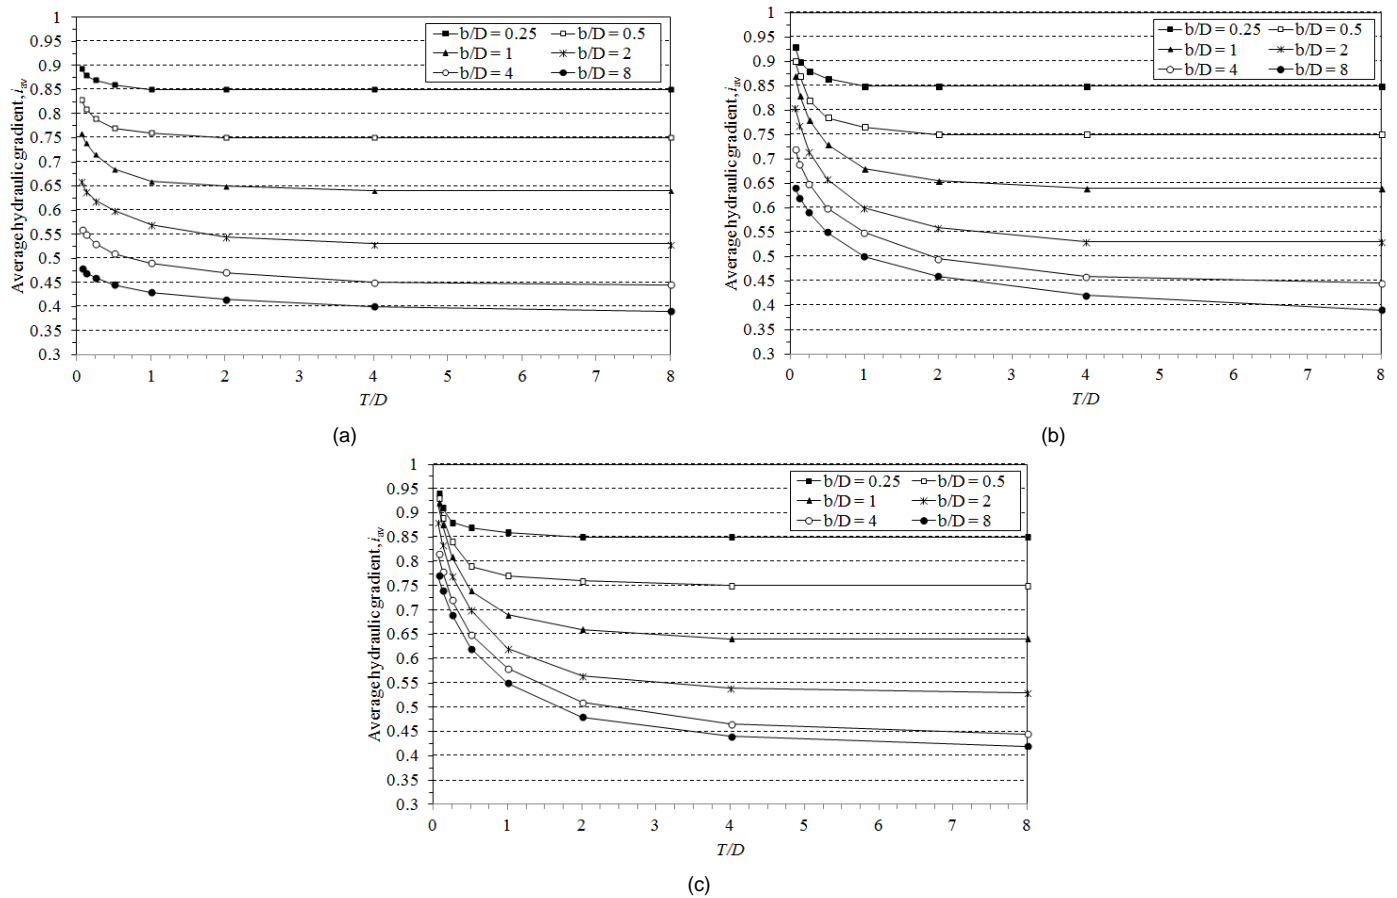 1
0.95
0.9
0.85
0.8
0.75
0.7
0.65
0.6
0.55
0.5
0.45
0.4
0.35
0.3
Average hydraulic gradient, iav
b/D = 0.25 b/D = 0.5
b/D = 1 b/D = 2
b/D = 4 b/D = 8
0 1 2 3 4 5 6 7 8
T/D
(a)
1
0.95
0.9
0.85
0.8
0.75
0.7
0.65
0.6
0.55
0.5
0.45
0.4
0.35
0.3
Average hydraulic gradient, iav
b/D = 0.25 b/D = 0.5
b/D = 1 b/D = 2
b/D = 4 b/D = 8
0 1 2 3 4 5 6 7 8
T/D
(b)
1
0.95
0.9
0.85
0.8
0.75
0.7
0.65
0.6
0.55
0.5
0.45
0.4
0.35
0.3
Average hydraulic gradient, iav
b/D = 0.25 b/D = 0.5
b/D = 1 b/D = 2
b/D = 4 b/D = 8
0 1 2 3 4 5 6 7 8
T/D
(c)